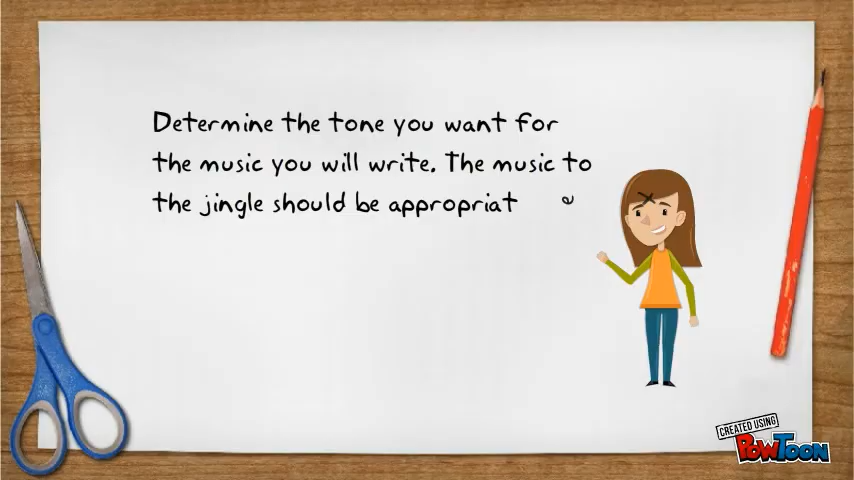 Determine the tone you want for
the music you will write. The music to
the jingle should be appropriat e
CREATED USING
POWTOON